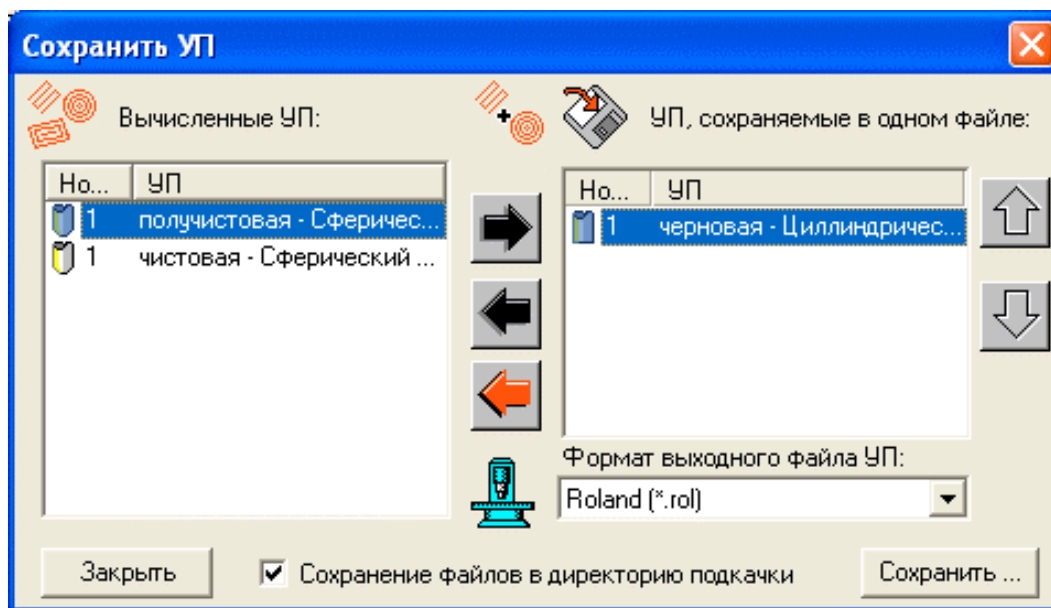 Сохранить УП
Вычисленные УП:
УП, сохраняемые в одном файле:
Но... УП
1 получистовая - Сферичес...
1 чистовая - Сферический ...
Но... УП
1 черновая - Циллиндричес...
Формат выходного файла УП:
Roland (*.rol)
Закрыть
Сохранение файлов в директорию подкачки
Сохранить ...